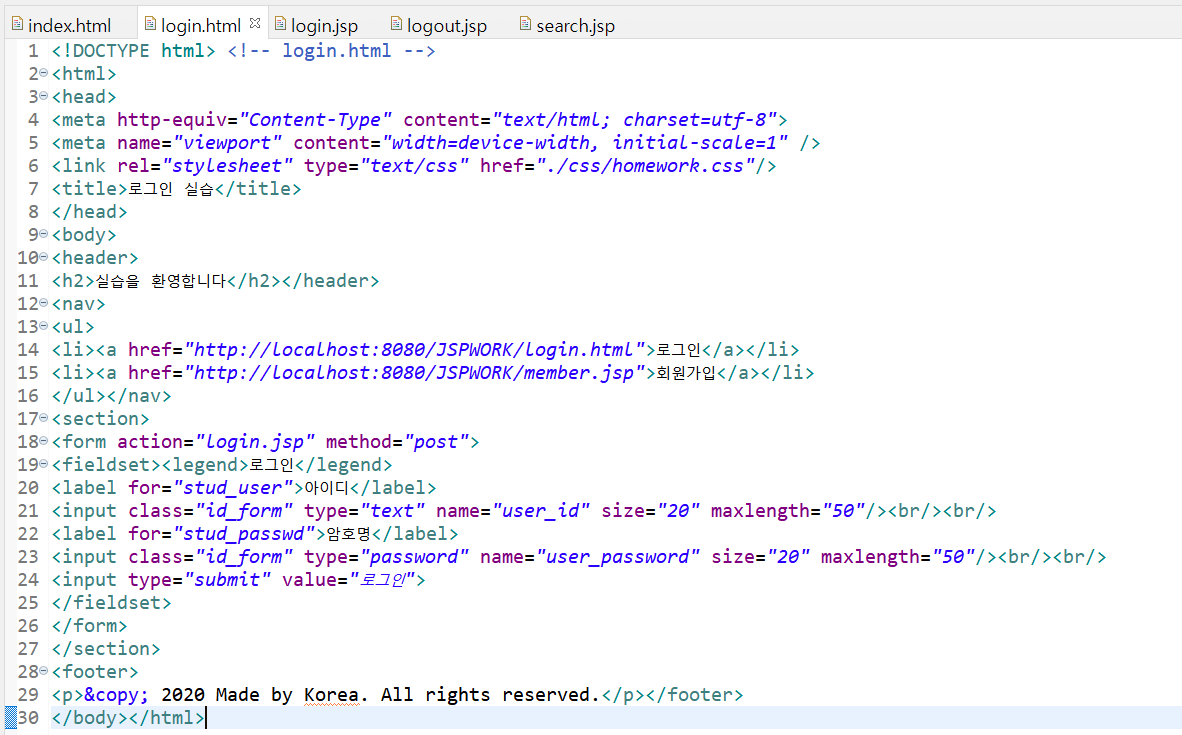 index.html login.html login.jsp logout.jsp search.jsp
1 <!DOCTYPE html> <!-- login.html -->
2 <html>
3 <head>
4 <meta http-equiv="Content-Type" content="text/html; charset=utf-8">
5 <meta name="viewport" content="width=device-width, initial-scale=1" />
6 <link rel="stylesheet" type="text/css" href="./css/homework.css"/>
7 <title>로그인 실습</title>
8 </head>
9 <body>
10 <header>
11 <h2>실습을 환영합니다</h2></header>
12 <nav>
13 <ul>
14 <li><a href="http://localhost:8080/JSPWORK/login.html">로그인</a></li>
15 <li><a href="http://localhost:8080/JSPWORK/member.jsp">회원가입</a></li>
16 </ul></nav>
17 <section>
18 <form action="login.jsp" method="post">
19 <fieldset><legend>로그인</legend>
20 <label for="stud_user">아이디</label>
21 <input class="id_form" type="text" name="user_id" size="20" maxlength="50"/><br/><br/>
22 <label for="stud_passwd">암호명</label>
23 <input class="id_form" type="password" name="user_password" size="20" maxlength="50"/><br/><br/>
24 <input type="submit" value="로그인">
25 </fieldset>
26 </form>
27 </section>
28 <footer>
29 <p>&copy; 2020 Made by Korea. All rights reserved.</p></footer>
30 </body></html>